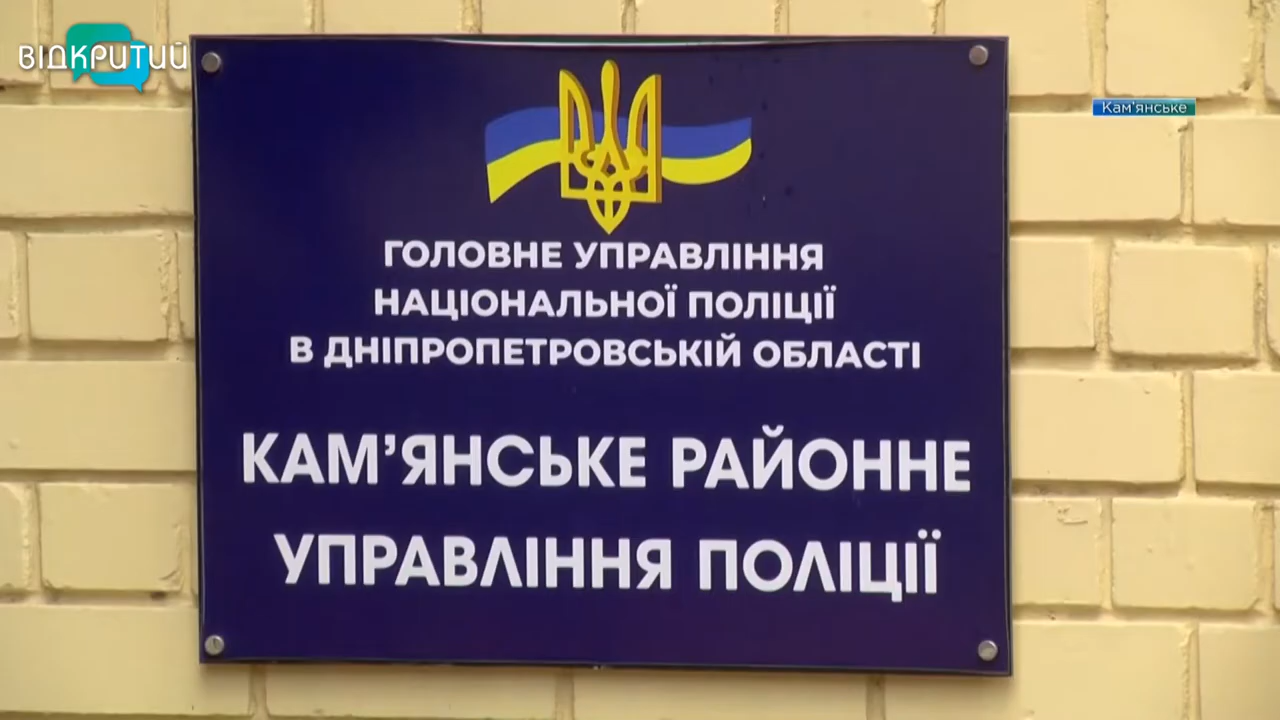 ВІДКРИТИЙ
Кам'янське
ГОЛОВНЕ УПРАВЛІННЯ
НАЦІОНАЛЬНОЇ ПОЛІЦІЇ
В ДНІПРОПЕТРОВСЬКІЙ ОБЛАСТІ
КАМ’ЯНСЬКЕ РАЙОННЕ
УПРАВЛІННЯ ПОЛІЦІЇ